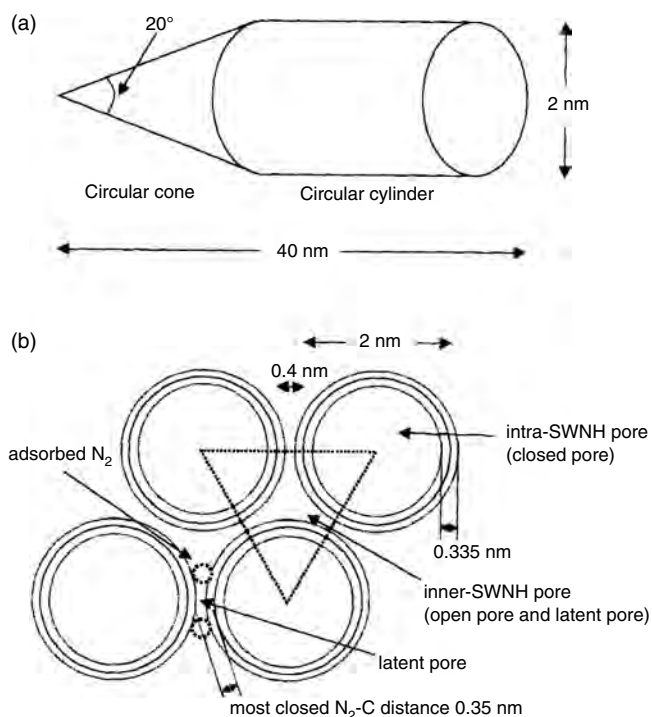 (a)
20°
2 nm
Circular cone
Circular cylinder
40 nm
(b)
2 nm
0.4 nm
adsorbed N₂
intra-SWNH pore
(closed pore)
0.335 nm
inner-SWNH pore
(open pore and latent pore)
latent pore
most closed N₂-C distance 0.35 nm